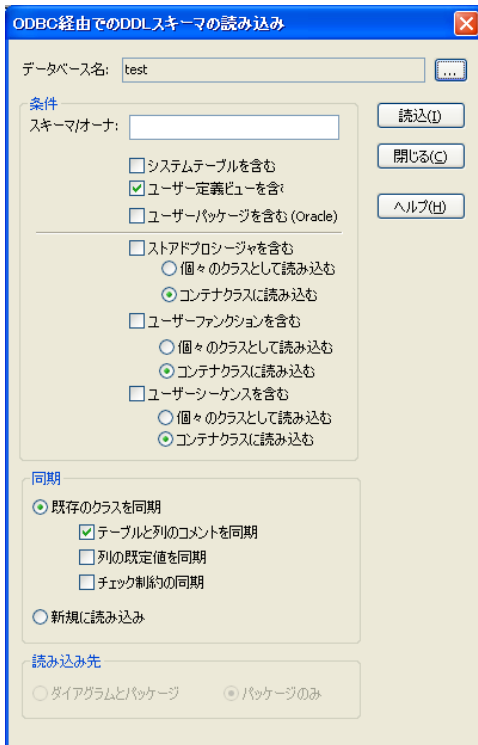 ODBC経由でのDDLスキーマの読み込み
データベース名: test ...
条件
スキーマ/オーナ:
読込(I)
閉じる(C)
ヘルプ(H)
システムテーブルを含む
ユーザー定義ビューを含む
ユーザーパッケージを含む(Oracle)
ストアドプロシージャを含む
個々のクラスとして読み込む
コンテナクラスに読み込む
ユーザーファンクションを含む
個々のクラスとして読み込む
コンテナクラスに読み込む
ユーザーシーケンスを含む
個々のクラスとして読み込む
コンテナクラスに読み込む
同期
既存のクラスを同期
テーブルと列のコメントを同期
列の既定値を同期
チェック制約の同期
新規に読み込み
読み込み先
ダイアグラムとパッケージ パッケージのみ